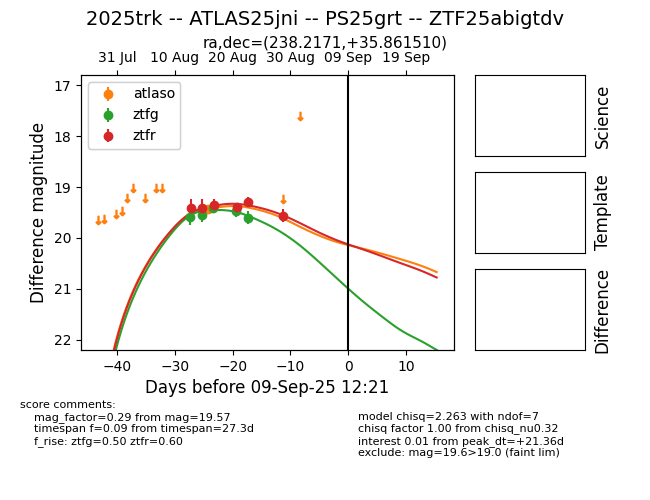 2025trk -- ATLAS25jni -- PS25grt -- ZTF25abigtdv
ra,dec=(238.2171,+35.861510)
31 Jul 10 Aug 20 Aug 30 Aug 09 Sep 19 Sep
17
18
19
20
21
22
Difference magnitude
atlaso
ztfg
ztfr
−40 −30 −20 −10 0 10
Days before 09-Sep-25 12:21
Science
Template
Difference
score comments:
mag_factor=0.29 from mag=19.57
timespan f=0.09 from timespan=27.3d
f_rise: ztfg=0.50 ztfr=0.60
model chisq=2.263 with ndof=7
chisq factor 1.00 from chisq_nu0.32
interest 0.01 from peak_dt=+21.36d
exclude: mag=19.6>19.0 (faint lim)